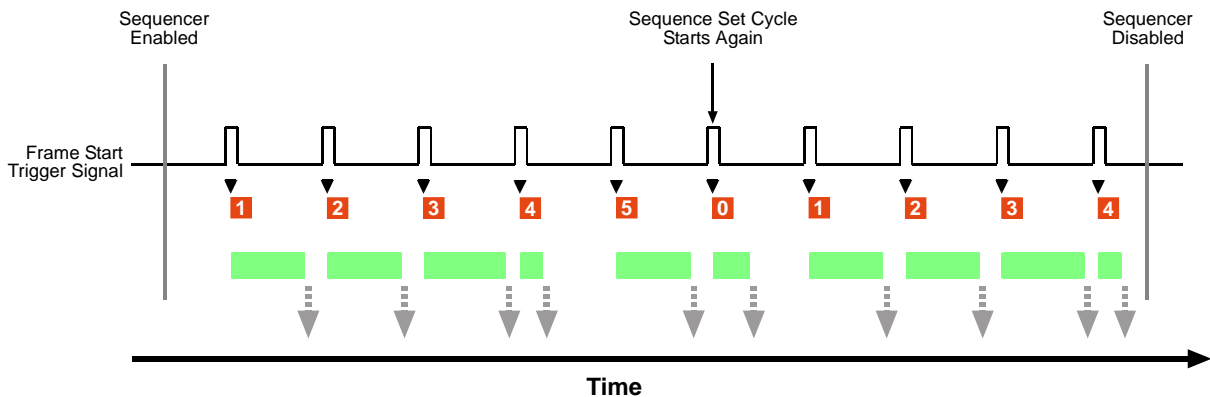 Sequencer
Enabled
Sequence Set Cycle
Starts Again
Sequencer
Disabled
Frame Start
Trigger Signal
1 2 3 4 5 0 1 2 3 4
Time